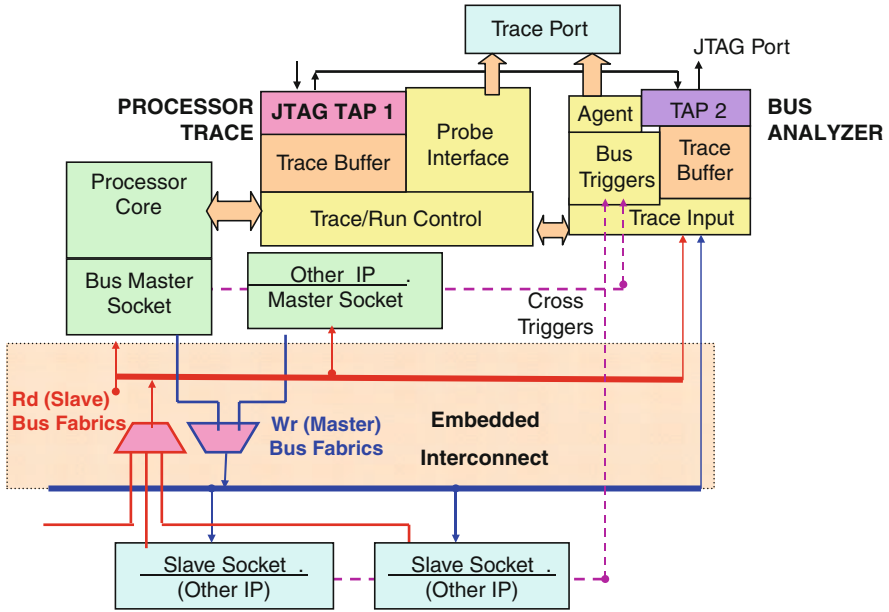 Trace Port
JTAG Port
PROCESSOR
TRACE
JTAG TAP 1
Trace Buffer
Probe
Interface
Trace/Run Control
Agent
TAP 2
Bus
Triggers
Trace
Buffer
Trace Input
BUS
ANALYZER
Processor
Core
Bus Master
Socket
Other IP .
Master Socket
Cross
Triggers
Rd (Slave)
Bus Fabrics
Wr (Master)
Bus Fabrics
Embedded
Interconnect
Slave Socket .
(Other IP)
Slave Socket .
(Other IP)